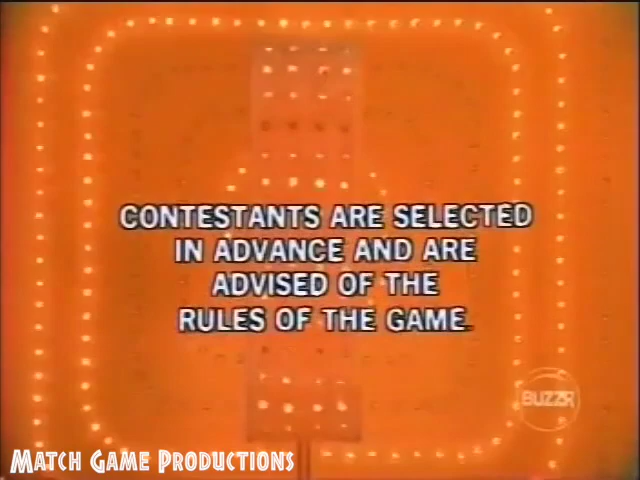 CONTESTANTS ARE SELECTED
IN ADVANCE AND ARE
ADVISED OF THE
RULES OF THE GAME.
BUZZR
MATCH GAME PRODUCTIONS